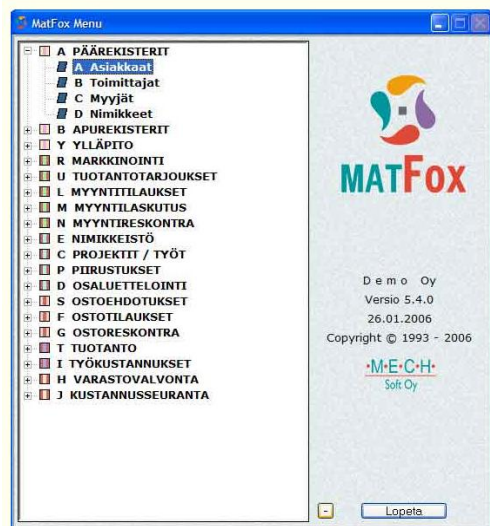 MatFox Menu
A PÄÄREKISTERIT
A Asiakkaat
B Toimittajat
C Myyjät
D Nimikkeet
B APUREKISTERIT
Y YLLÄPITO
R MARKKINOINTI
U TUOTANTOTARJOUKSET
L MYYNTITILAUKSET
M MYYNTILASKUTUS
N MYYNTIRESKONTRA
E NIMIKKEISTÖ
C PROJEKTIT / TYÖT
P PIIRUSTUKSET
D OSALUETTELOINTI
S OSTOEHDOTUKSET
F OSTOTILAUKSET
G OSTORESKONTRA
T TUOTANTO
I TYÖKUSTANNUKSET
H VARASTOVALVONTA
J KUSTANNUSSEURANTA
MATFOX
Demo Oy
Versio 5.4.0
26.01.2006
Copyright © 1993 - 2006
•M•E•C•H•
Soft Oy
- Lopeta